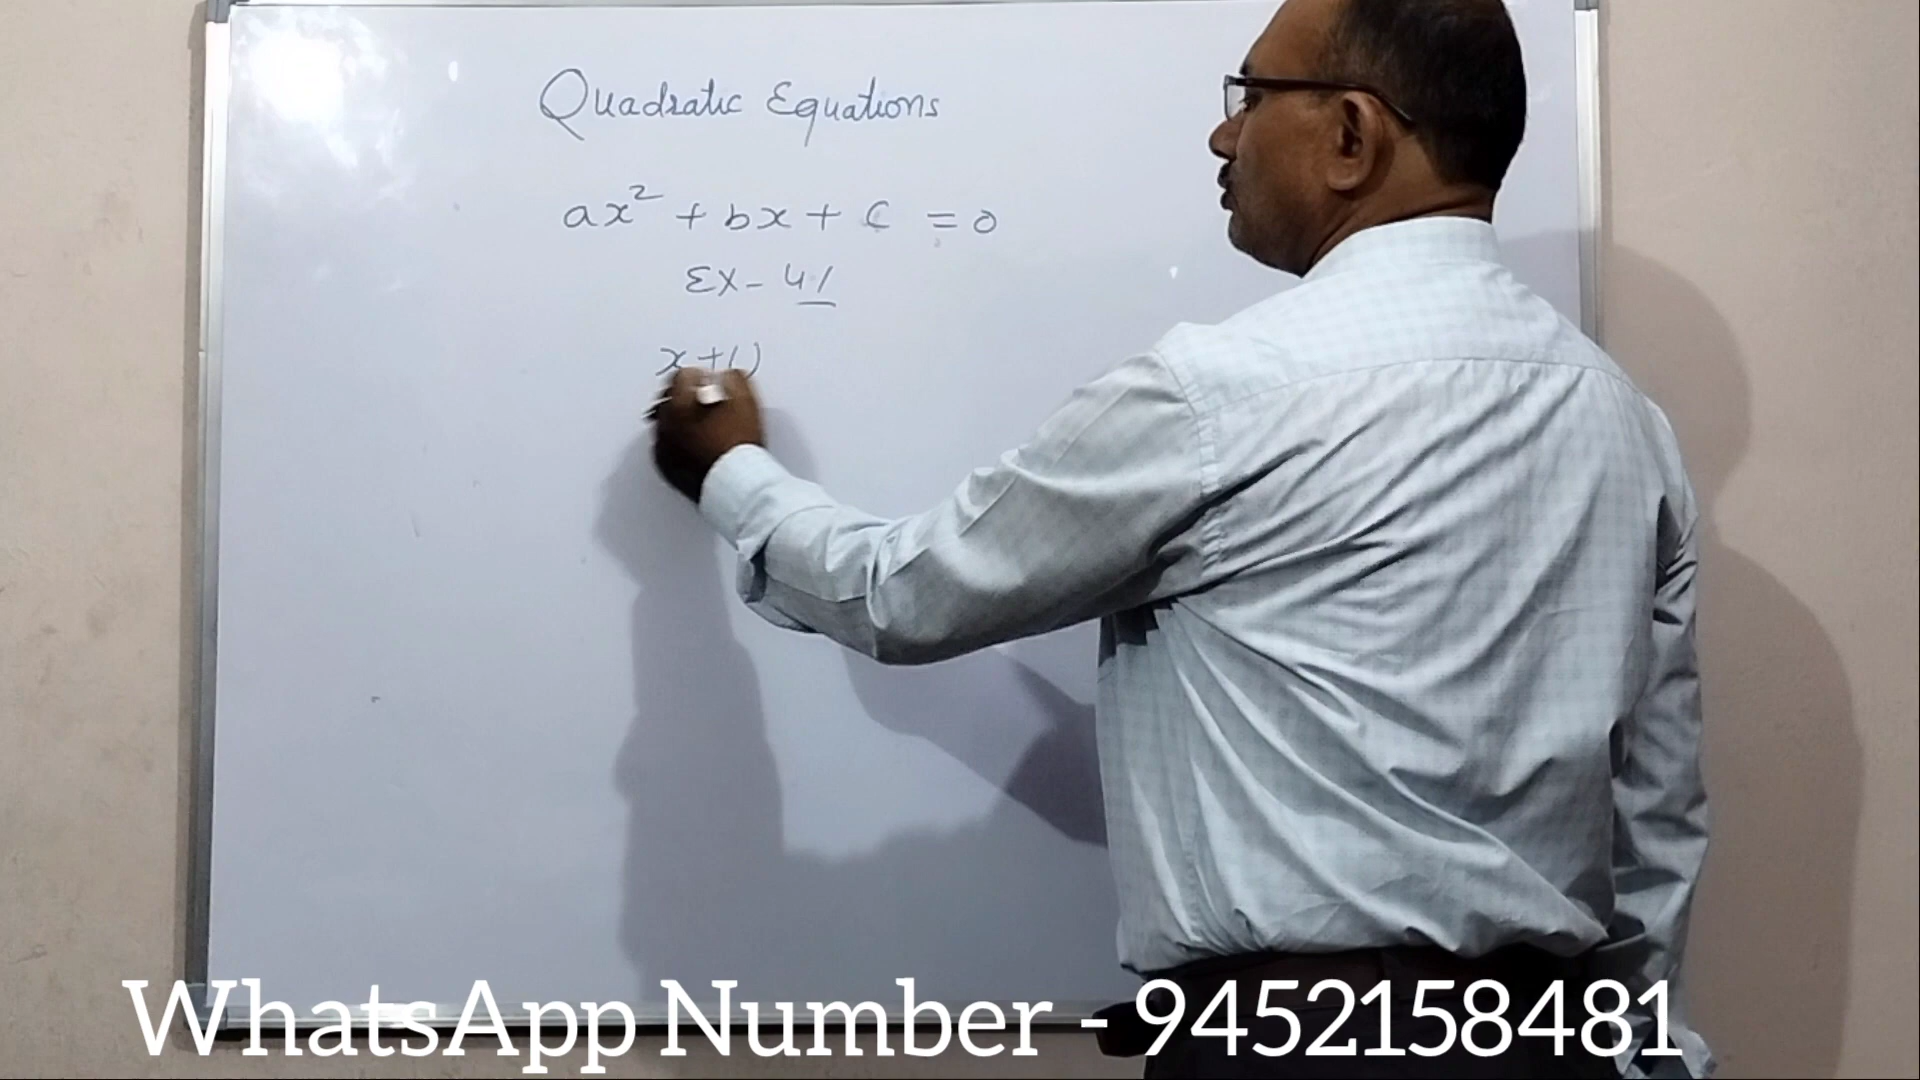 Quadratic Equations
ax² + bx + c = 0
Ex - 4.1
WhatsApp Number - 9452158481